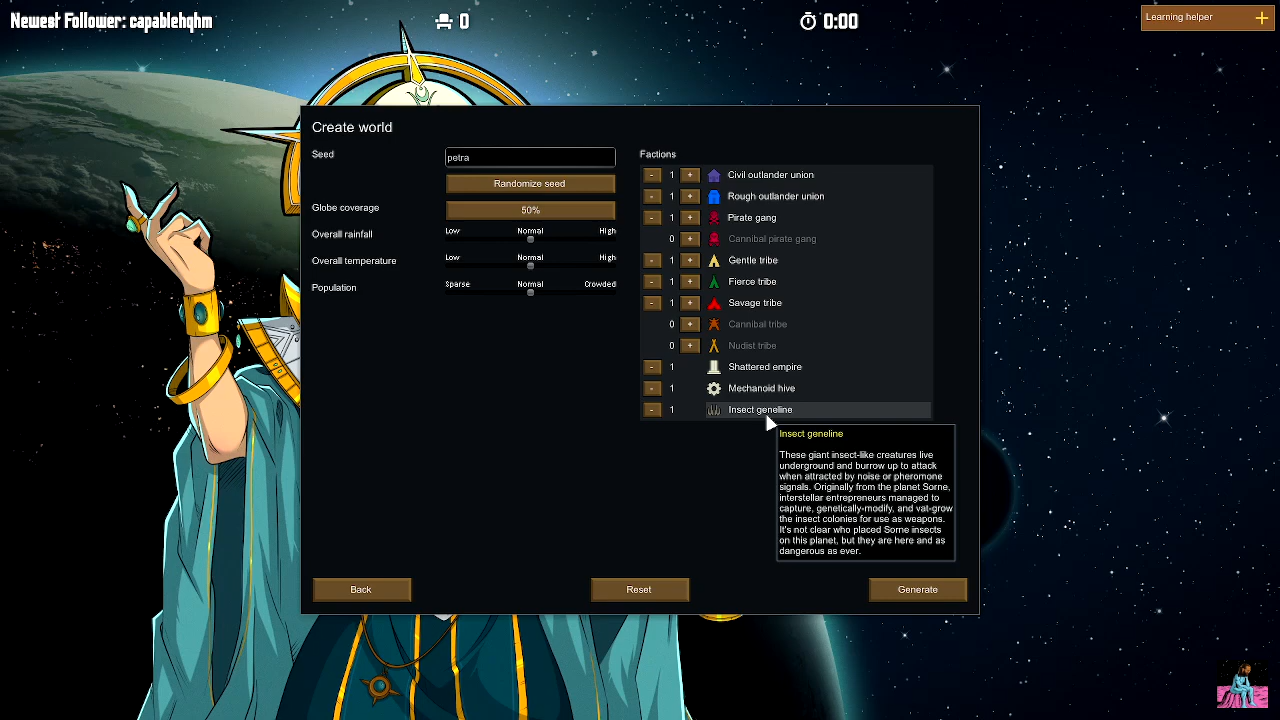 Newest Follower: capablehqhm
0
0:00
Learning helper
Create world
Seed
petra
Randomize seed
Globe coverage
50%
Overall rainfall
Low Normal High
Overall temperature
Low Normal High
Population
Sparse Normal Crowded
Factions
- 1 + Civil outlander union
- 1 + Rough outlander union
- 1 + Pirate gang
0 + Cannibal pirate gang
- 1 + Gentle tribe
- 1 + Fierce tribe
- 1 + Savage tribe
0 + Cannibal tribe
0 + Nudist tribe
- 1 Shattered empire
- 1 Mechanoid hive
- 1 Insect geneline
Insect geneline
These giant insect-like creatures live
underground and burrow up to attack
when attracted by noise or pheromone
signals. Originally from the planet Sorne,
interstellar entrepreneurs managed to
capture, genetically-modify, and vat-grow
the insect colonies for use as weapons.
It's not clear who placed Sorne insects
on this planet, but they are here and as
dangerous as ever.
Back
Reset
Generate